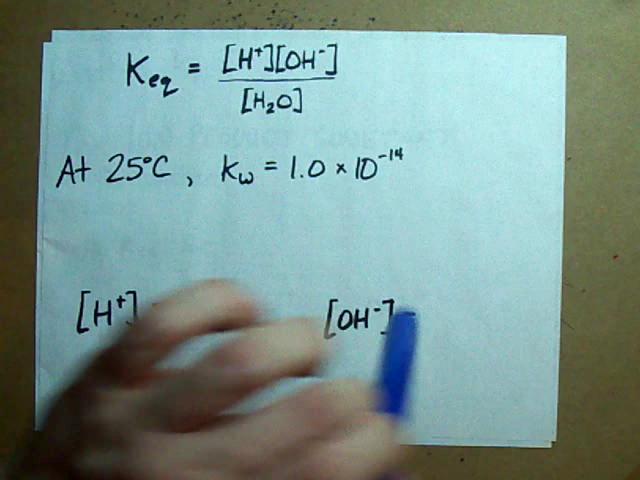 Keq = [H⁺][OH⁻] / [H₂O]
At 25°C, Kw = 1.0 × 10⁻¹⁴
[H⁺] [OH⁻]